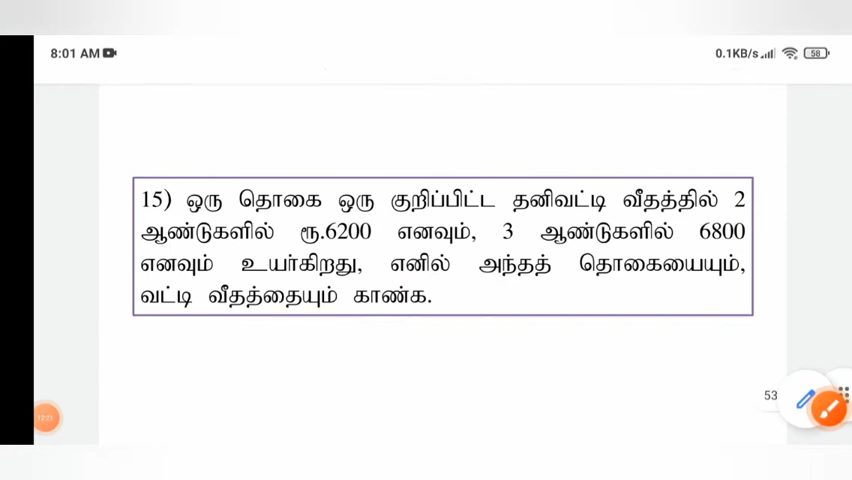 8:01 AM
0.1KB/s
58
15) ஒரு தொகை ஒரு குறிப்பிட்ட தனிவட்டி வீதத்தில் 2
ஆண்டுகளில் ரூ.6200 எனவும், 3 ஆண்டுகளில் 6800
எனவும் உயர்கிறது, எனில் அந்தத் தொகையையும்,
வட்டி வீதத்தையும் காண்க.
53